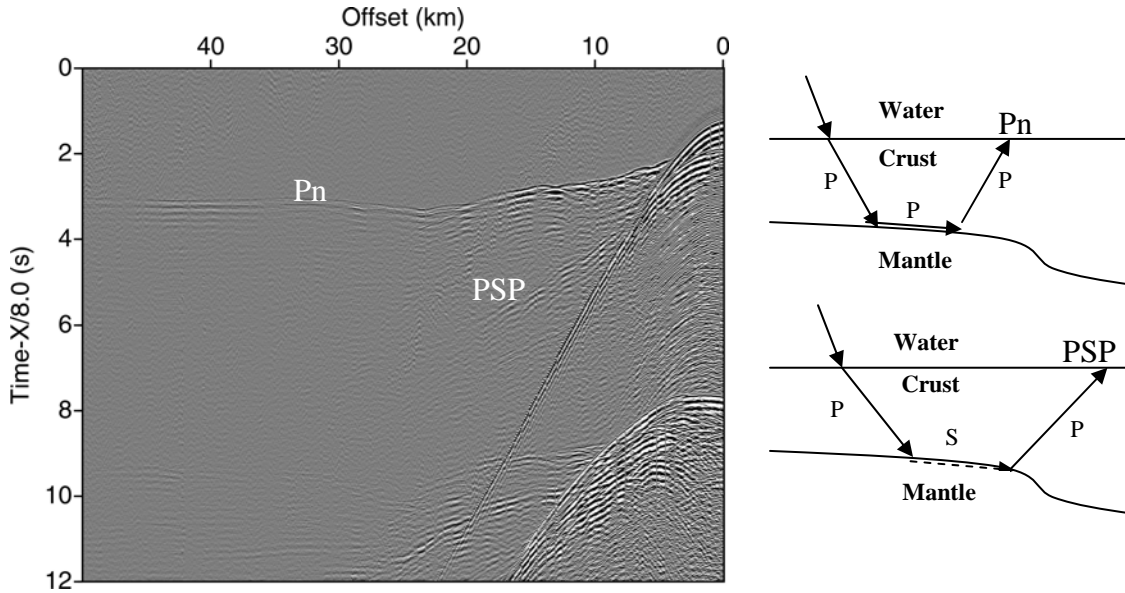 Offset (km)
40 30 20 10 0
Time-X/8.0 (s)
0
2
4
6
8
10
12
Pn
PSP
Water
Pn
Crust
P
P
P
Mantle
Water
PSP
Crust
P
S
P
Mantle